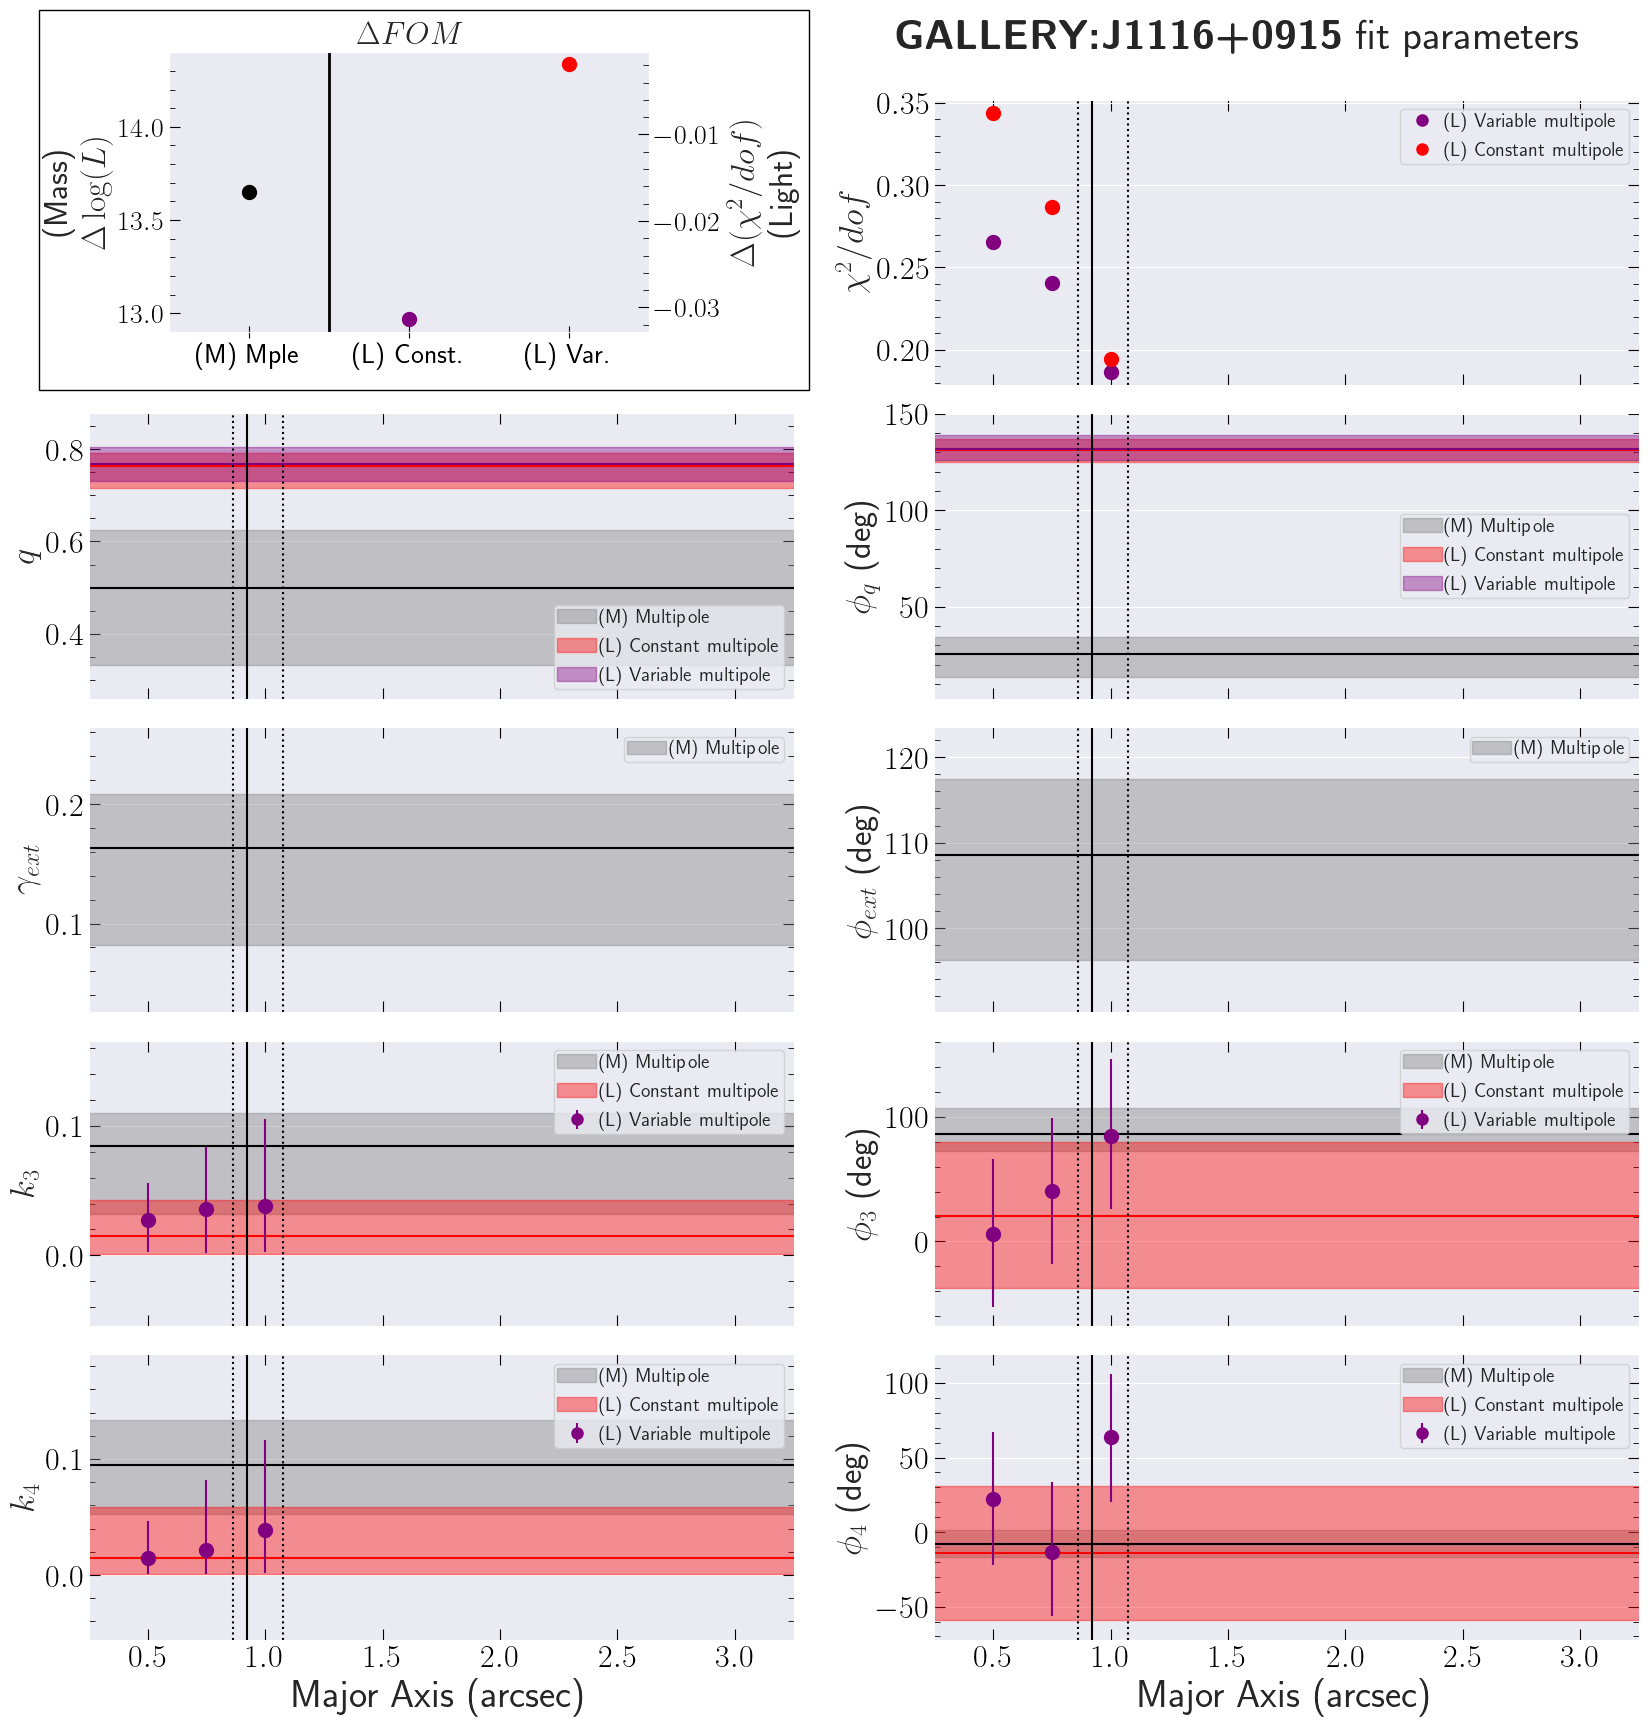 GALLERY:J1116+0915 fit parameters
ΔFOM
(Mass)
Δ log(L)
14.0
13.5
13.0
−0.01
−0.02
−0.03
Δ(χ²/dof)
(Light)
(M) Mple
(L) Const.
(L) Var.
χ²/dof
0.35
0.30
0.25
0.20
(L) Variable multipole
(L) Constant multipole
q
0.8
0.6
0.4
(M) Multipole
(L) Constant multipole
(L) Variable multipole
ϕ_q (deg)
150
100
50
(M) Multipole
(L) Constant multipole
(L) Variable multipole
γ_ext
0.2
0.1
(M) Multipole
ϕ_ext (deg)
120
110
100
(M) Multipole
k₃
0.1
0.0
(M) Multipole
(L) Constant multipole
(L) Variable multipole
ϕ₃ (deg)
100
0
(M) Multipole
(L) Constant multipole
(L) Variable multipole
k₄
0.1
0.0
(M) Multipole
(L) Constant multipole
(L) Variable multipole
0.5 1.0 1.5 2.0 2.5 3.0
Major Axis (arcsec)
ϕ₄ (deg)
100
50
0
−50
(M) Multipole
(L) Constant multipole
(L) Variable multipole
0.5 1.0 1.5 2.0 2.5 3.0
Major Axis (arcsec)